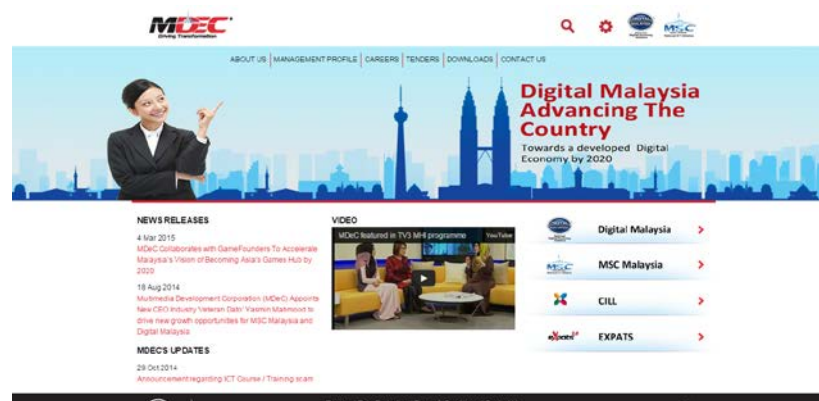 MDEC
Driving Transformation
MSC
ABOUT US | MANAGEMENT PROFILE | CAREERS | TENDERS | DOWNLOADS | CONTACT US
Digital Malaysia
Advancing The
Country
Towards a developed Digital
Economy by 2020
NEWS RELEASES
4 Mar 2015
MDeC Collaborates with GameFounders To Accelerate
Malaysia's Vision of Becoming Asia's Games Hub by
2020
18 Aug 2014
Multimedia Development Corporation (MDeC) Appoints
New CEO Industry Veteran Dato' Yasmin Mahmood to
drive new growth opportunities for MSC Malaysia and
Digital Malaysia
MDEC'S UPDATES
29 Oct 2014
Announcement regarding ICT Course / Training scam
VIDEO
MDeC featured in TV3 MHI programme
YouTube
Digital Malaysia
MSC
MSC Malaysia
CILL
expats
EXPATS